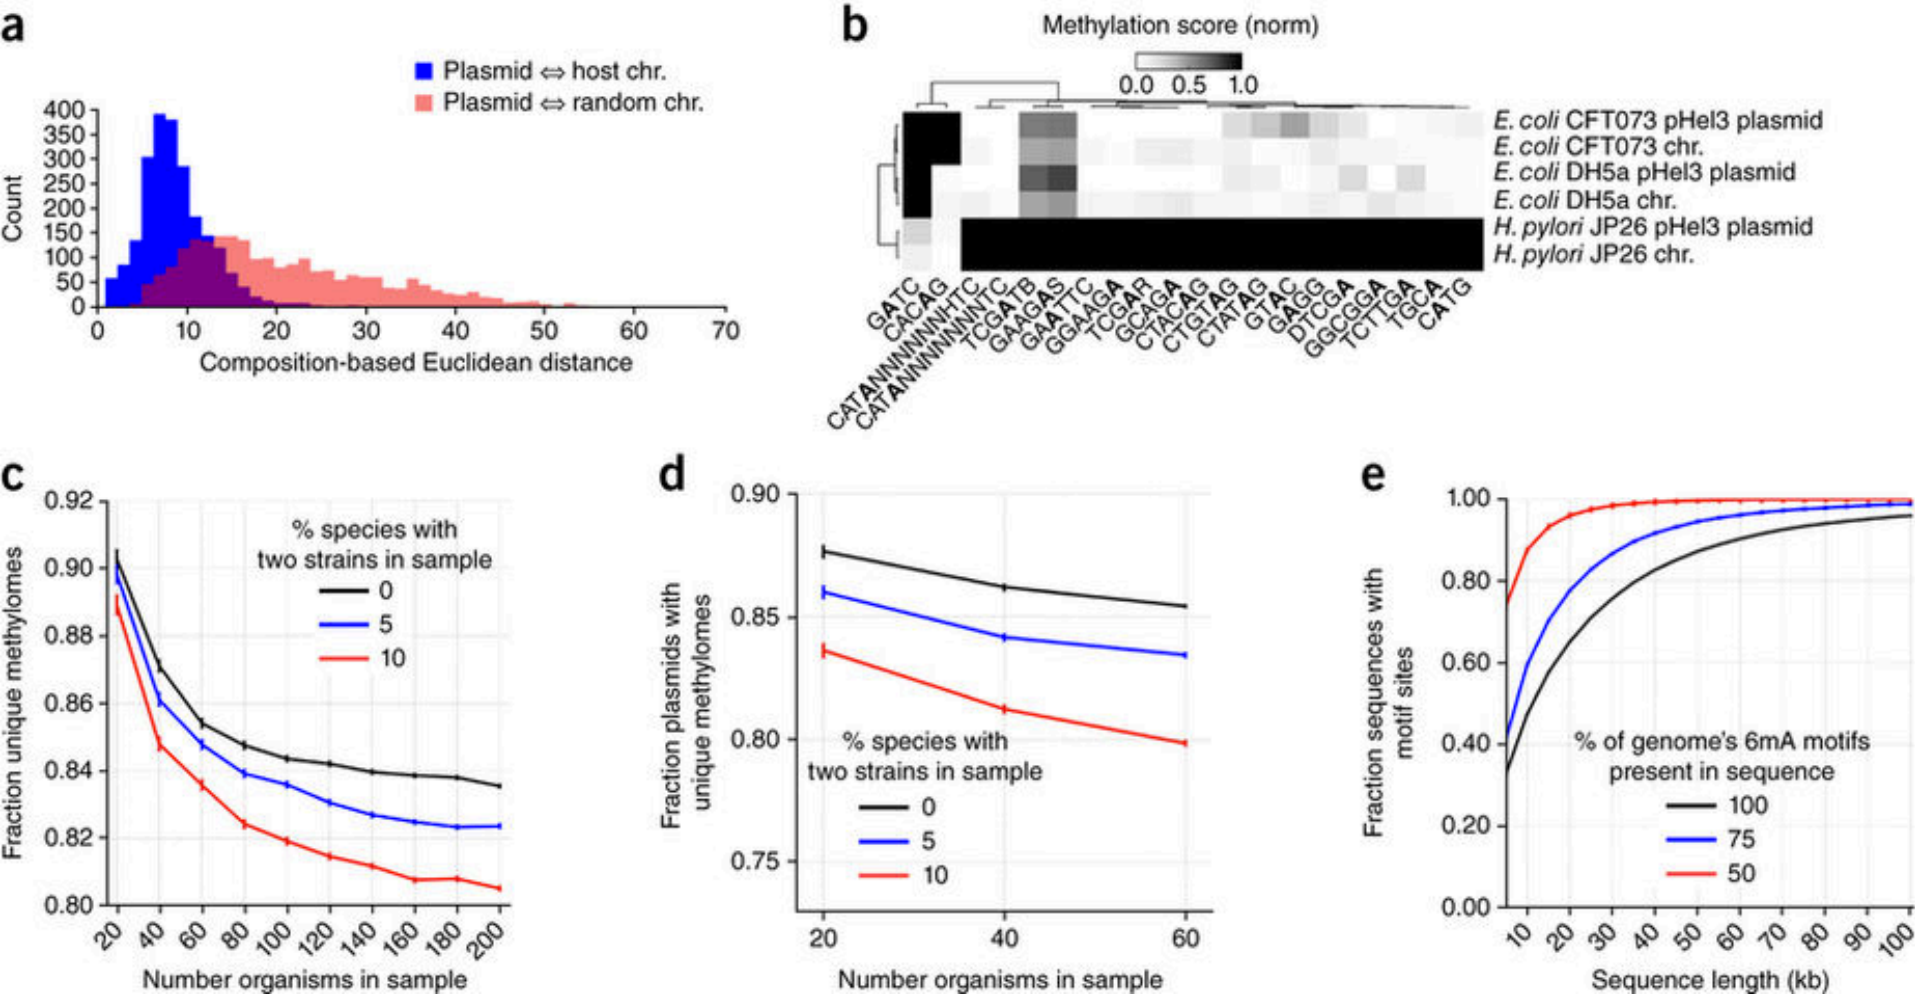 a
Plasmid ⇔ host chr.
Plasmid ⇔ random chr.
Count
400
350
300
250
200
150
100
50
0
0 10 20 30 40 50 60 70
Composition-based Euclidean distance
b
Methylation score (norm)
0.0 0.5 1.0
E. coli CFT073 pHel3 plasmid
E. coli CFT073 chr.
E. coli DH5a pHel3 plasmid
E. coli DH5a chr.
H. pylori JP26 pHel3 plasmid
H. pylori JP26 chr.
GATC
CACAG
TCGATB
GAAGAS
GAATTC
GGAAGA
TCGAR
GCAGA
CTACAG
CTGTAG
CTATAG
GTAC
GAGG
DTCGA
GGCGGA
TCTTGA
TGCA
CATG
c
Fraction unique methylomes
0.92
0.90
0.88
0.86
0.84
0.82
0.80
% species with
two strains in sample
0
5
10
20 40 60 80 100 120 140 160 180 200
Number organisms in sample
d
Fraction plasmids with
unique methylomes
0.90
0.85
0.80
0.75
% species with
two strains in sample
0
5
10
20 40 60
Number organisms in sample
e
Fraction sequences with
motif sites
1.00
0.80
0.60
0.40
0.20
0.00
% of genome's 6mA motifs
present in sequence
100
75
50
10 20 30 40 50 60 70 80 90 100
Sequence length (kb)